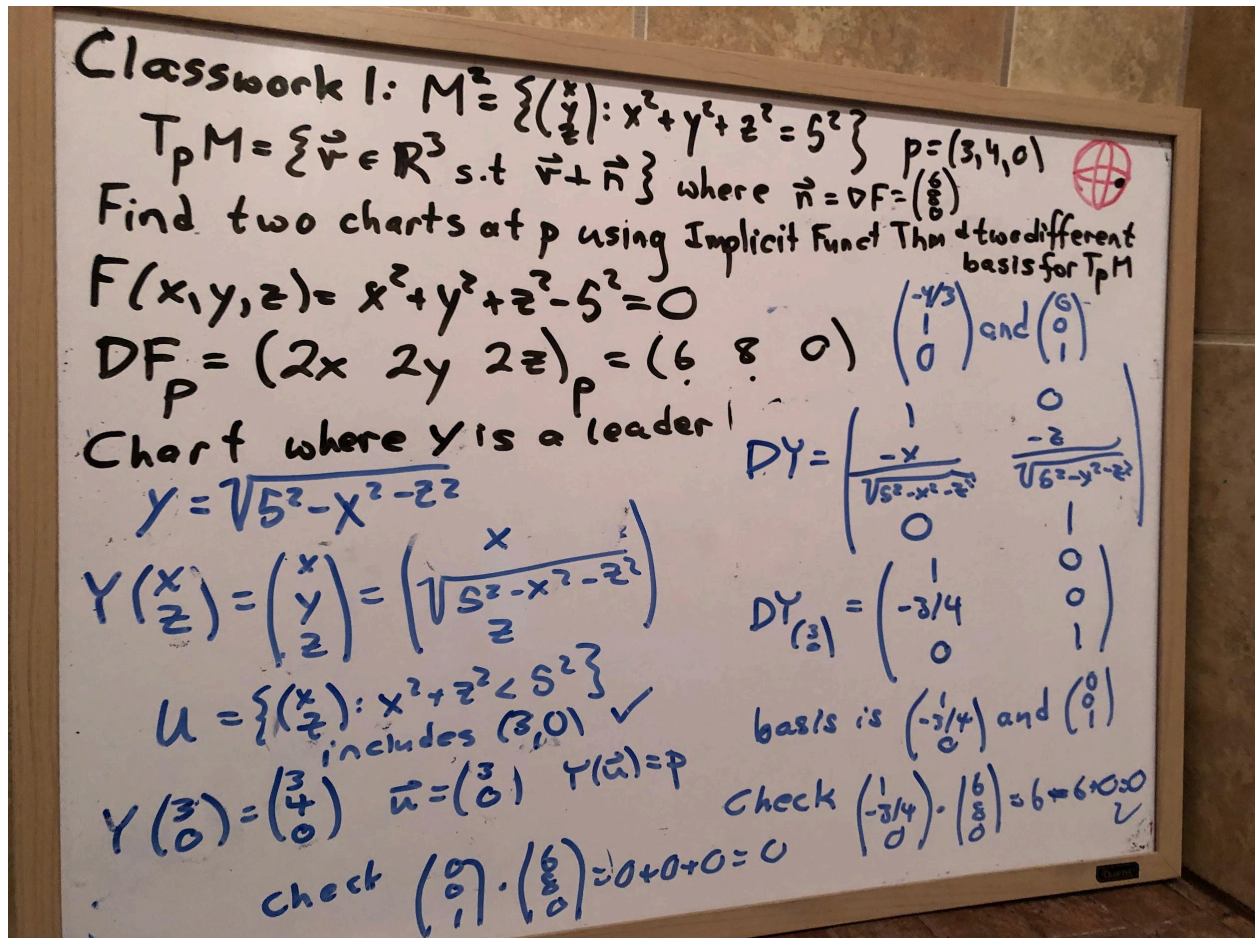 Classwork 1: M² = {(x y z): x²+y²+z² = 5²} p=(3,4,0)
TₚM = {v⃗ ∈ R³ s.t v⃗ ⊥ n⃗} where n⃗ = ∇F = (6 8 0)
Find two charts at p using Implicit Funct Thm & two different
basis for TₚM
F(x,y,z) = x²+y²+z²-5² = 0
DFₚ = (2x 2y 2z)ₚ = (6 8 0)
Chart where y is a leader
y = √(5²-x²-z²)
Y(x z) = (x y z) = (x √(5²-x²-z²) z)
U = {(x z): x²+z² < 5²}
includes (3,0) ✓
Y(3 0) = (3 4 0) u⃗ = (3 0) Y(u⃗) = p
check (0 0 1)·(6 8 0) = 0+0+0 = 0
(-4/3 1 0) and (0 0 1)
DY = (1 0
-x/√(5²-x²-z²) -z/√(5²-y²-z²)
0 1)
DY(3 0) = (1 0
-3/4 0
0 1)
basis is (1 -3/4 0) and (0 0 1)
Check (1 -3/4 0)·(6 8 0) = 6-6+0=0 ✓